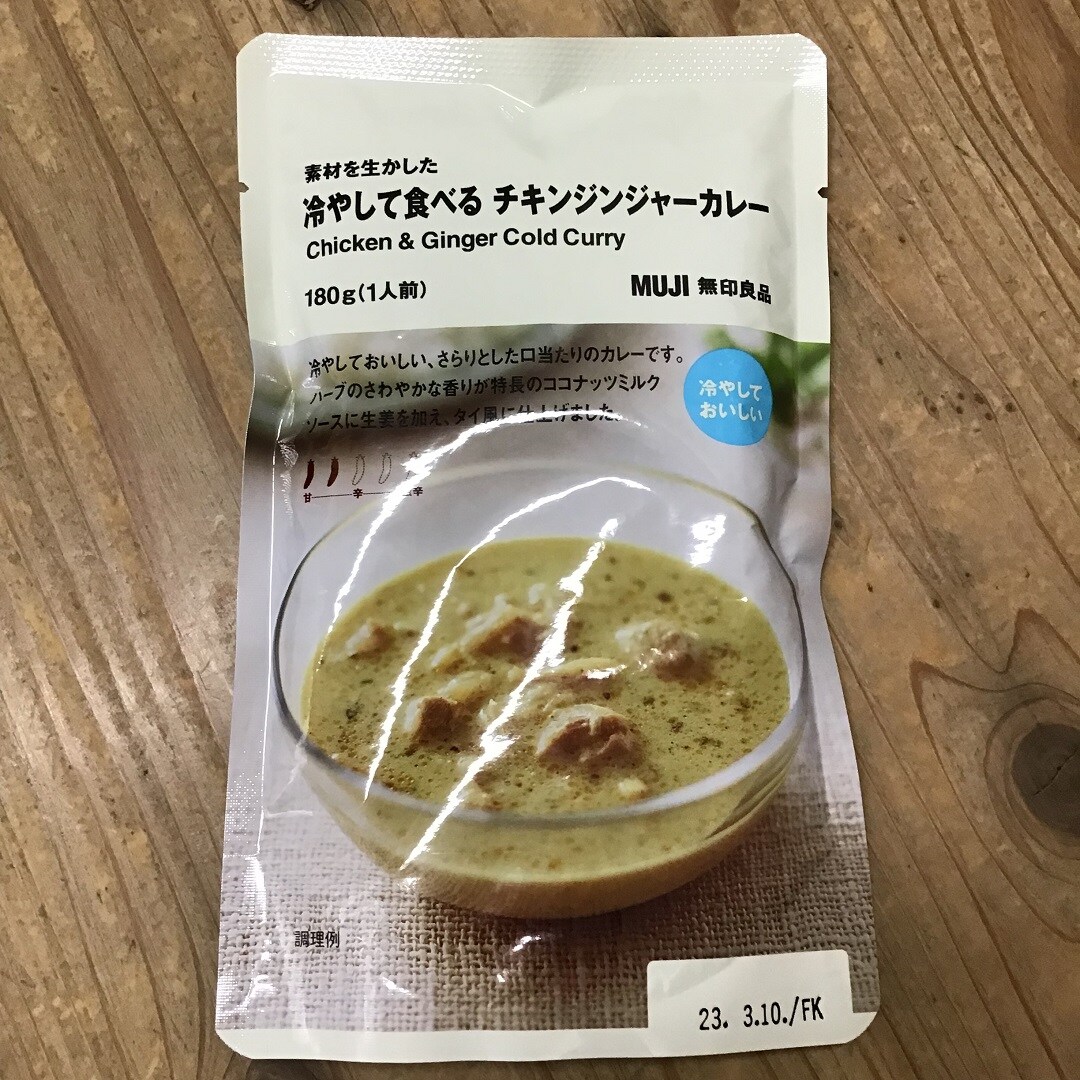 素材を生かした
冷やして食べる チキンジンジャーカレー
Chicken & Ginger Cold Curry
180g(1人前)
MUJI 無印良品
冷やしておいしい、さらりとした口当たりのカレーです。
ハーブのさわやかな香りが特長のココナッツミルク
ソースに生姜を加え、タイ風に仕上げました。
冷やして
おいしい
甘 辛 辛
調理例
23. 3.10./FK